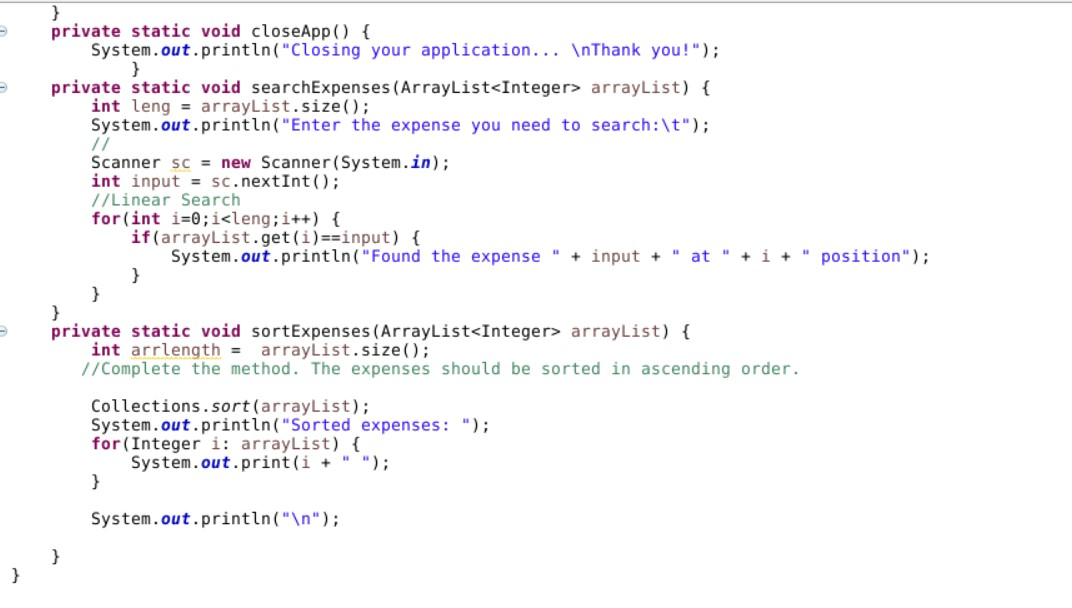 }
    private static void closeApp() {
        System.out.println("Closing your application... \nThank you!");
            }
    private static void searchExpenses(ArrayList<Integer> arrayList) {
        int leng = arrayList.size();
        System.out.println("Enter the expense you need to search:\t");
        //
        Scanner sc = new Scanner(System.in);
        int input = sc.nextInt();
        //Linear Search
        for(int i=0;i<leng;i++) {
            if(arrayList.get(i)==input) {
                System.out.println("Found the expense " + input + " at " + i + " position");
            }
        }
    }
    private static void sortExpenses(ArrayList<Integer> arrayList) {
        int arrlength =  arrayList.size();
       //Complete the method. The expenses should be sorted in ascending order.
        Collections.sort(arrayList);
        System.out.println("Sorted expenses: ");
        for(Integer i: arrayList) {
            System.out.print(i + " ");
        }
        System.out.println("\n");
    }
}